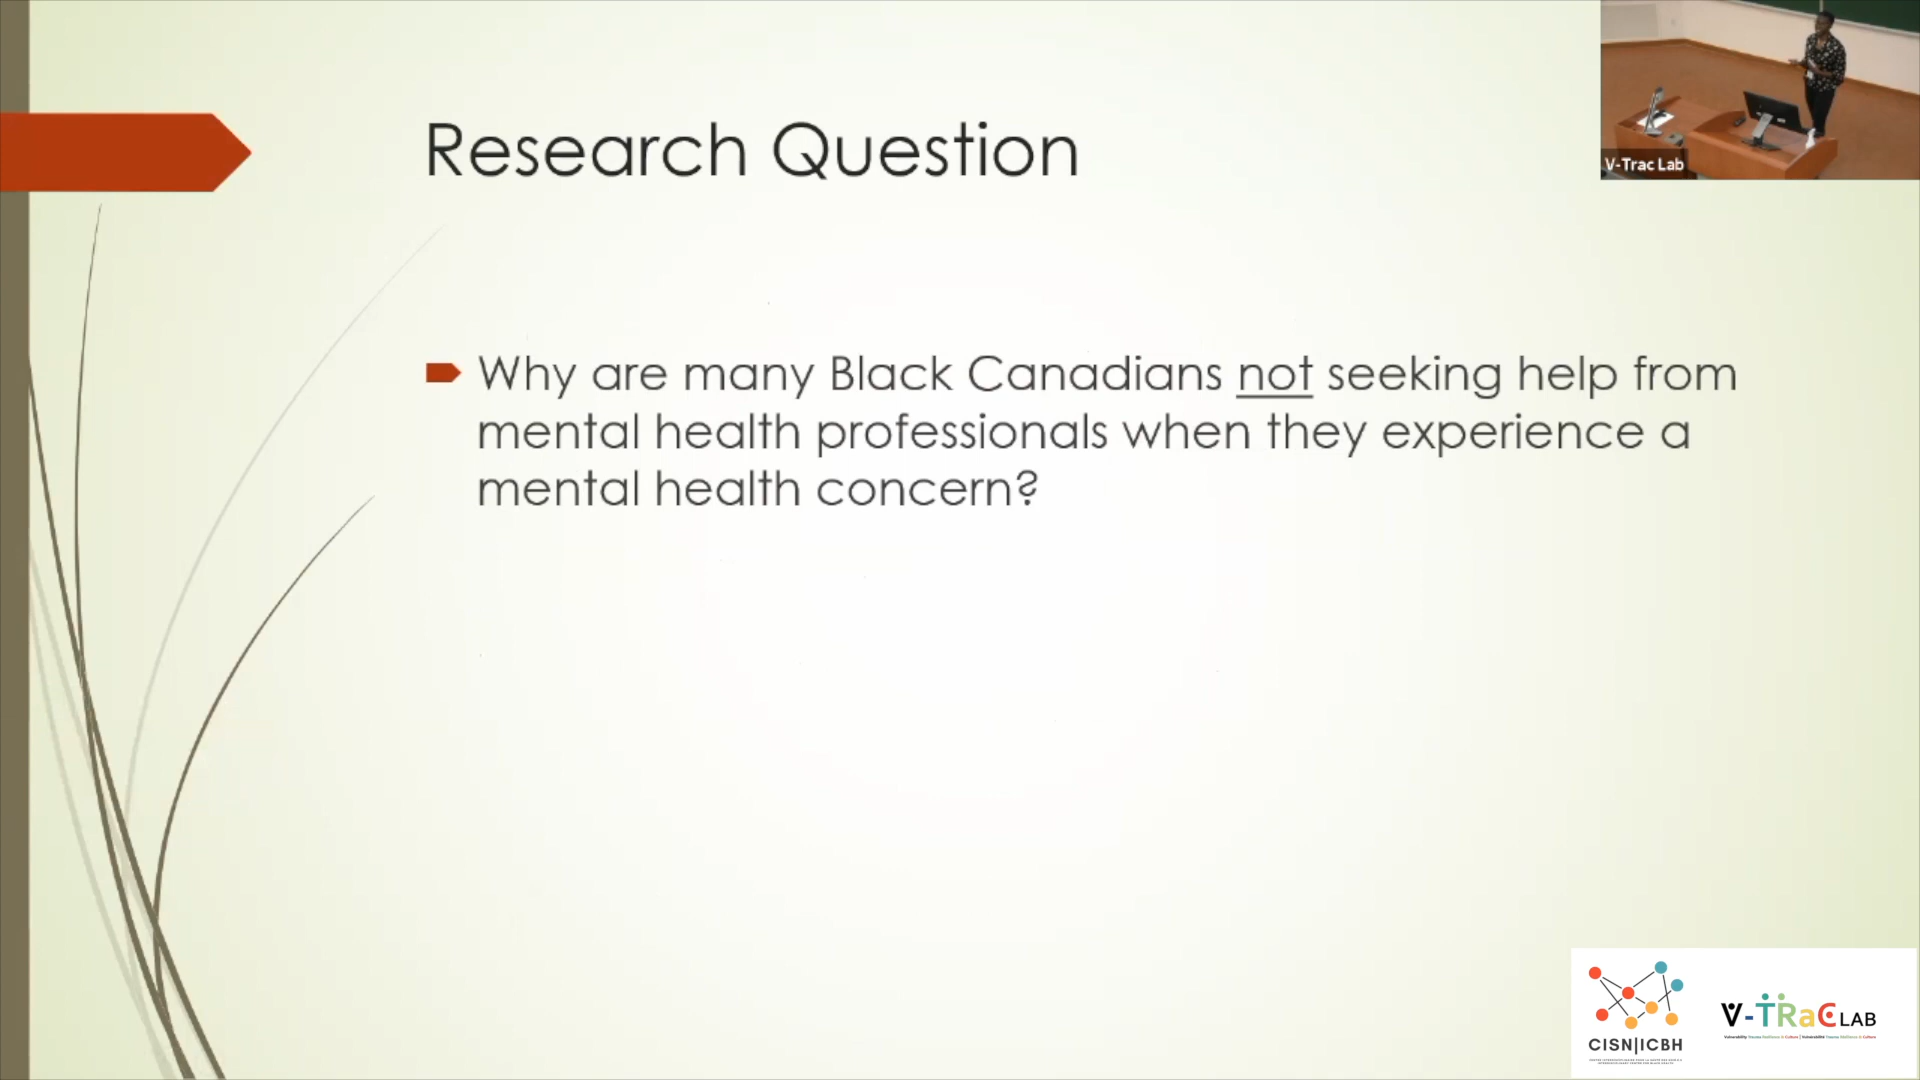 Research Question
V-Trac Lab
Why are many Black Canadians not seeking help from
mental health professionals when they experience a
mental health concern?
CISN|ICBH
V-TRaC LAB